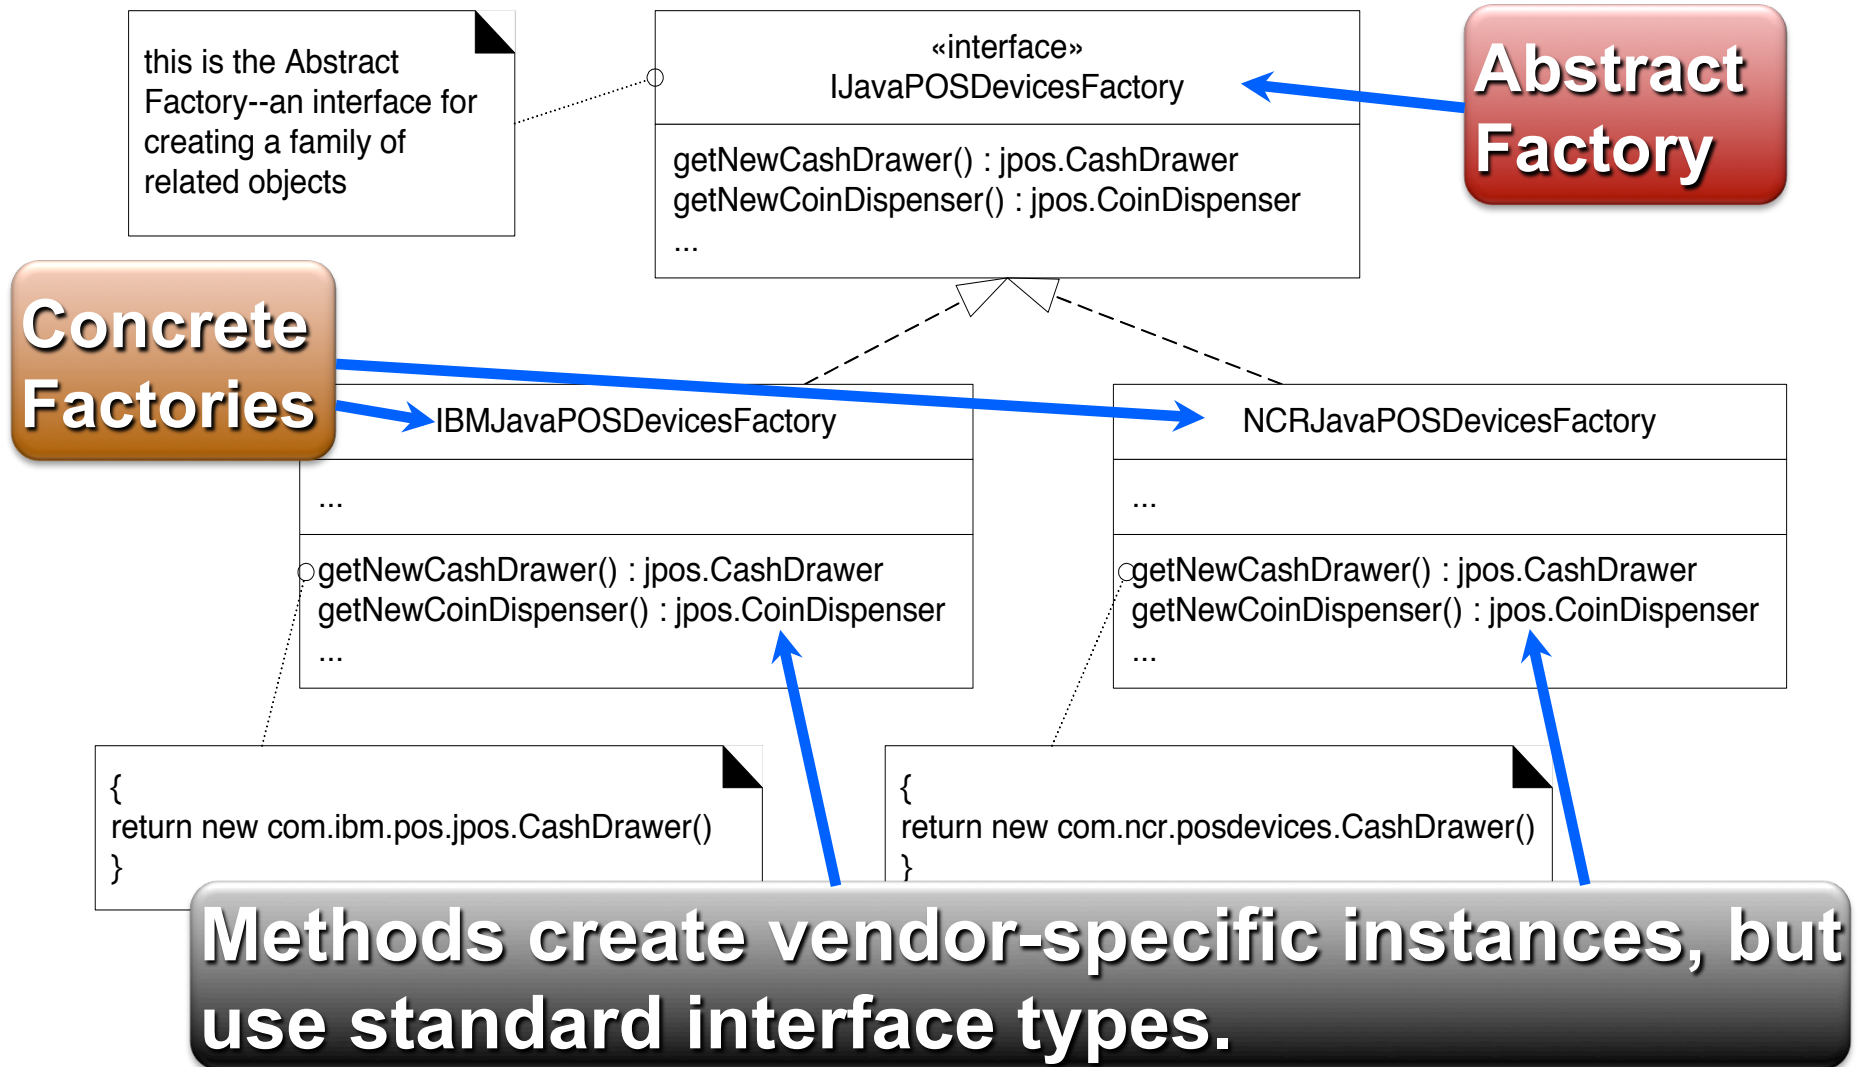 this is the Abstract
Factory--an interface for
creating a family of
related objects
«interface»
IJavaPOSDevicesFactory
getNewCashDrawer() : jpos.CashDrawer
getNewCoinDispenser() : jpos.CoinDispenser
...
Abstract
Factory
Concrete
Factories
IBMJavaPOSDevicesFactory
...
getNewCashDrawer() : jpos.CashDrawer
getNewCoinDispenser() : jpos.CoinDispenser
...
NCRJavaPOSDevicesFactory
...
getNewCashDrawer() : jpos.CashDrawer
getNewCoinDispenser() : jpos.CoinDispenser
...
{
return new com.ibm.pos.jpos.CashDrawer()
}
{
return new com.ncr.posdevices.CashDrawer()
}
Methods create vendor-specific instances, but
use standard interface types.